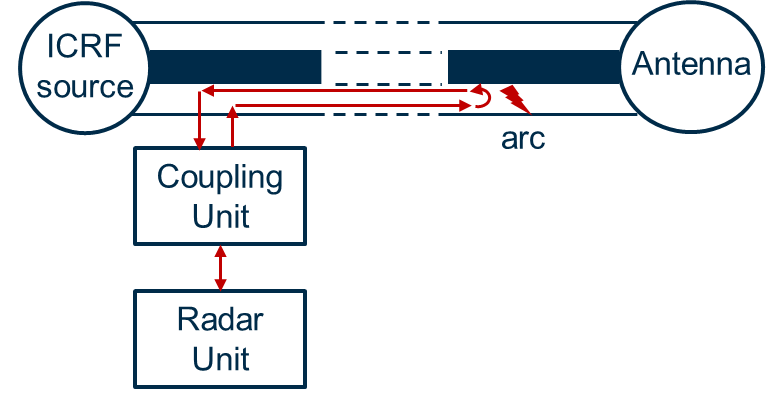 ICRF
source
Antenna
arc
Coupling
Unit
Radar
Unit